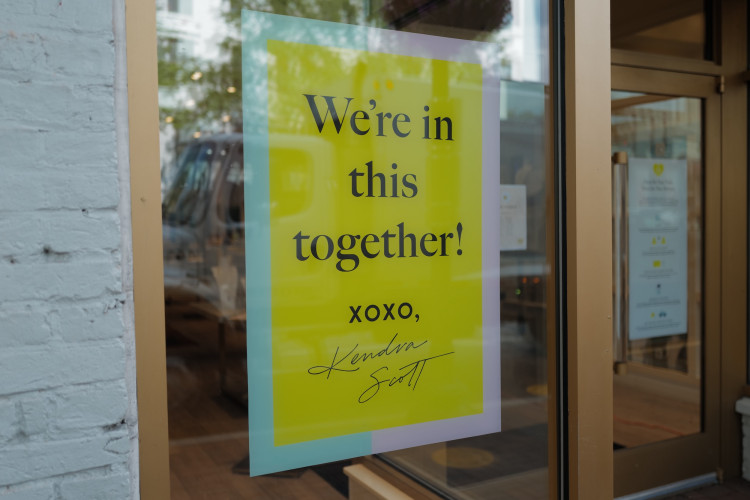 We're in
this
together!
xoxo,
Kendra
Scott